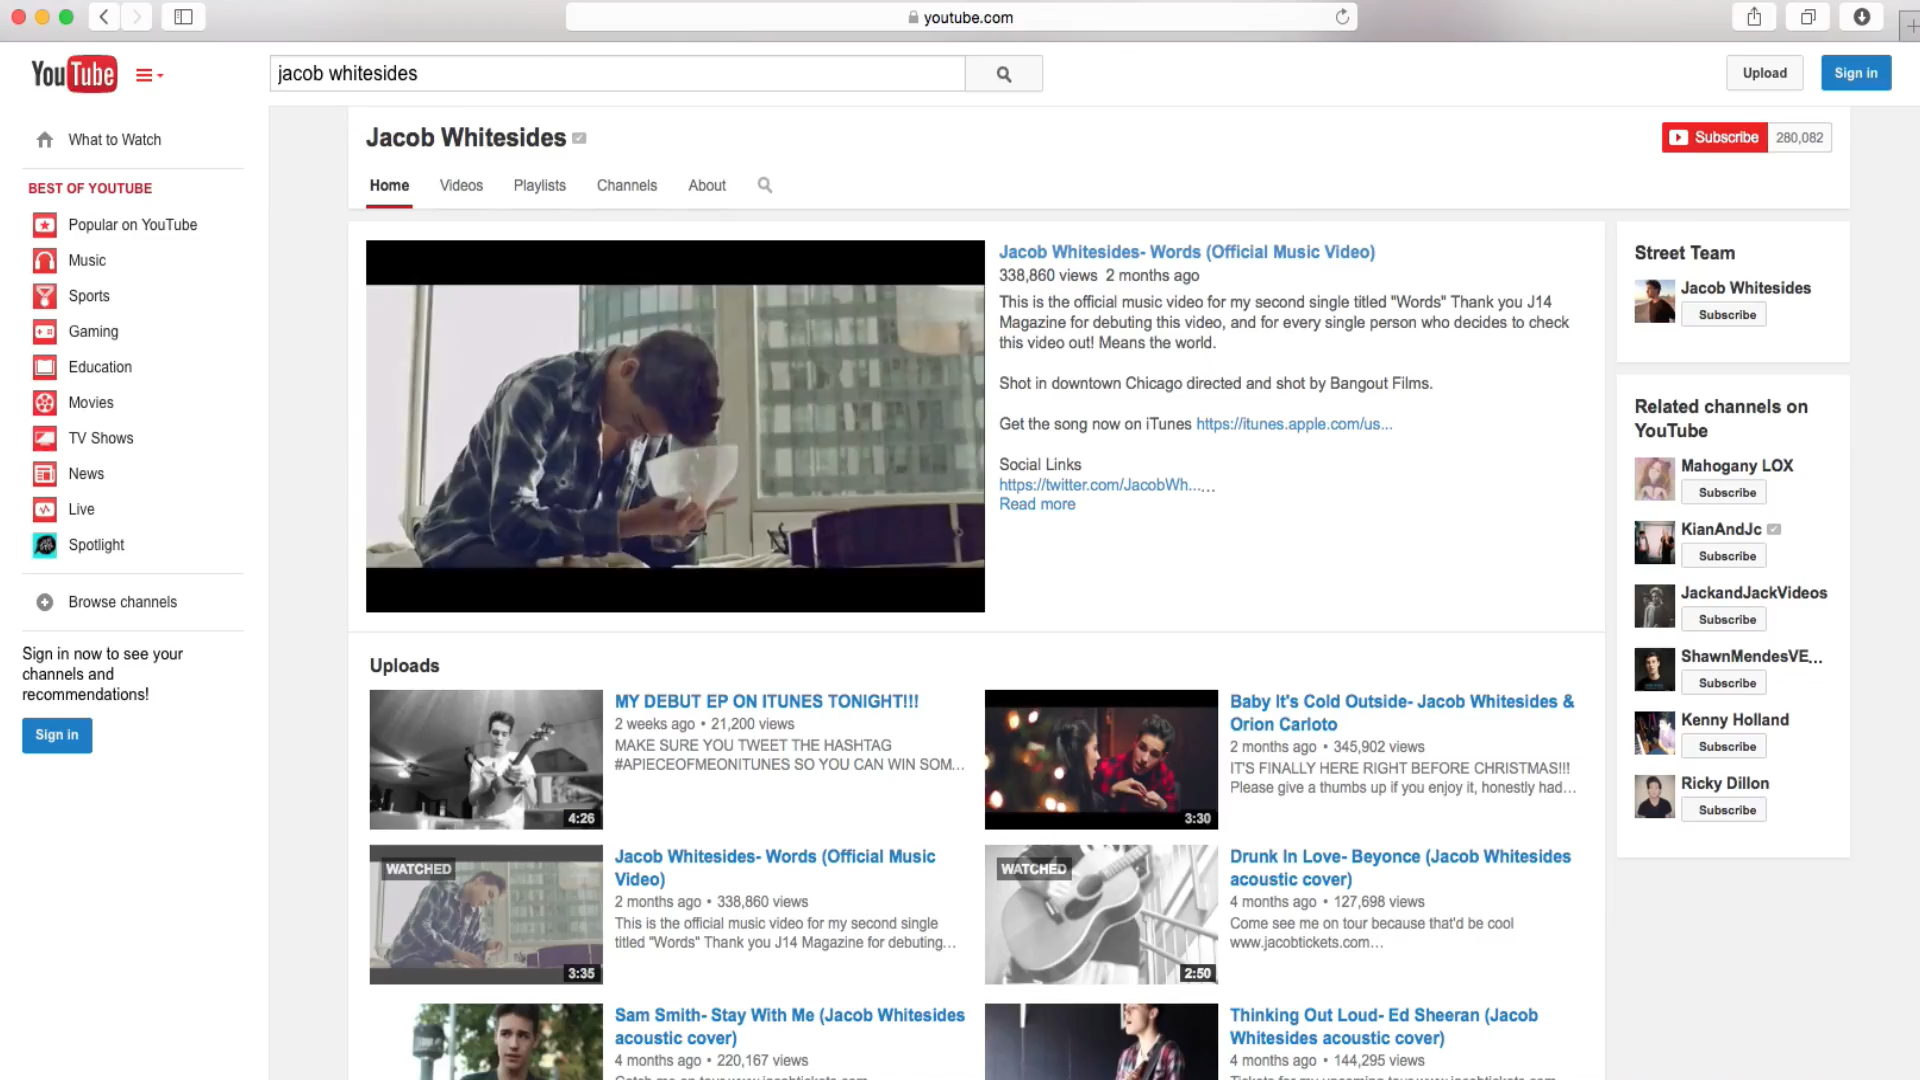 youtube.com
YouTube
jacob whitesides
Upload
Sign in
What to Watch
BEST OF YOUTUBE
Popular on YouTube
Music
Sports
Gaming
Education
Movies
TV Shows
News
Live
Spotlight
Browse channels
Sign in now to see your
channels and
recommendations!
Sign in
Jacob Whitesides
Subscribe 280,082
Home Videos Playlists Channels About
Jacob Whitesides- Words (Official Music Video)
338,860 views 2 months ago
This is the official music video for my second single titled "Words" Thank you J14
Magazine for debuting this video, and for every single person who decides to check
this video out! Means the world.
Shot in downtown Chicago directed and shot by Bangout Films.
Get the song now on iTunes https://itunes.apple.com/us...
Social Links
https://twitter.com/JacobWh...…
Read more
Uploads
4:26
MY DEBUT EP ON ITUNES TONIGHT!!!
2 weeks ago • 21,200 views
MAKE SURE YOU TWEET THE HASHTAG
#APIECEOFMEONITUNES SO YOU CAN WIN SOM...
3:30
Baby It's Cold Outside- Jacob Whitesides &
Orion Carloto
2 months ago • 345,902 views
IT'S FINALLY HERE RIGHT BEFORE CHRISTMAS!!!
Please give a thumbs up if you enjoy it, honestly had...
WATCHED
3:35
Jacob Whitesides- Words (Official Music
Video)
2 months ago • 338,860 views
This is the official music video for my second single
titled "Words" Thank you J14 Magazine for debuting...
WATCHED
2:50
Drunk In Love- Beyonce (Jacob Whitesides
acoustic cover)
4 months ago • 127,698 views
Come see me on tour because that'd be cool
www.jacobtickets.com...
Sam Smith- Stay With Me (Jacob Whitesides
acoustic cover)
4 months ago • 220,167 views
Thinking Out Loud- Ed Sheeran (Jacob
Whitesides acoustic cover)
4 months ago • 144,295 views
Street Team
Jacob Whitesides
Subscribe
Related channels on
YouTube
Mahogany LOX
Subscribe
KianAndJc
Subscribe
JackandJackVideos
Subscribe
ShawnMendesVE...
Subscribe
Kenny Holland
Subscribe
Ricky Dillon
Subscribe